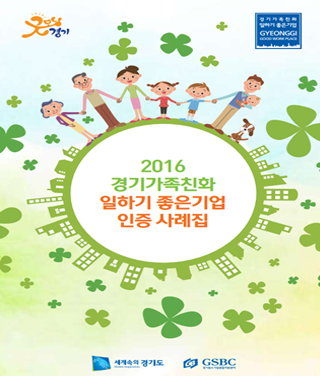 굿모닝
경기
경기가족친화
일하기 좋은기업
GYEONGGI
GOOD WORK PLACE
2016
경기가족친화
일하기 좋은기업
인증 사례집
세계속의 경기도
GSBC